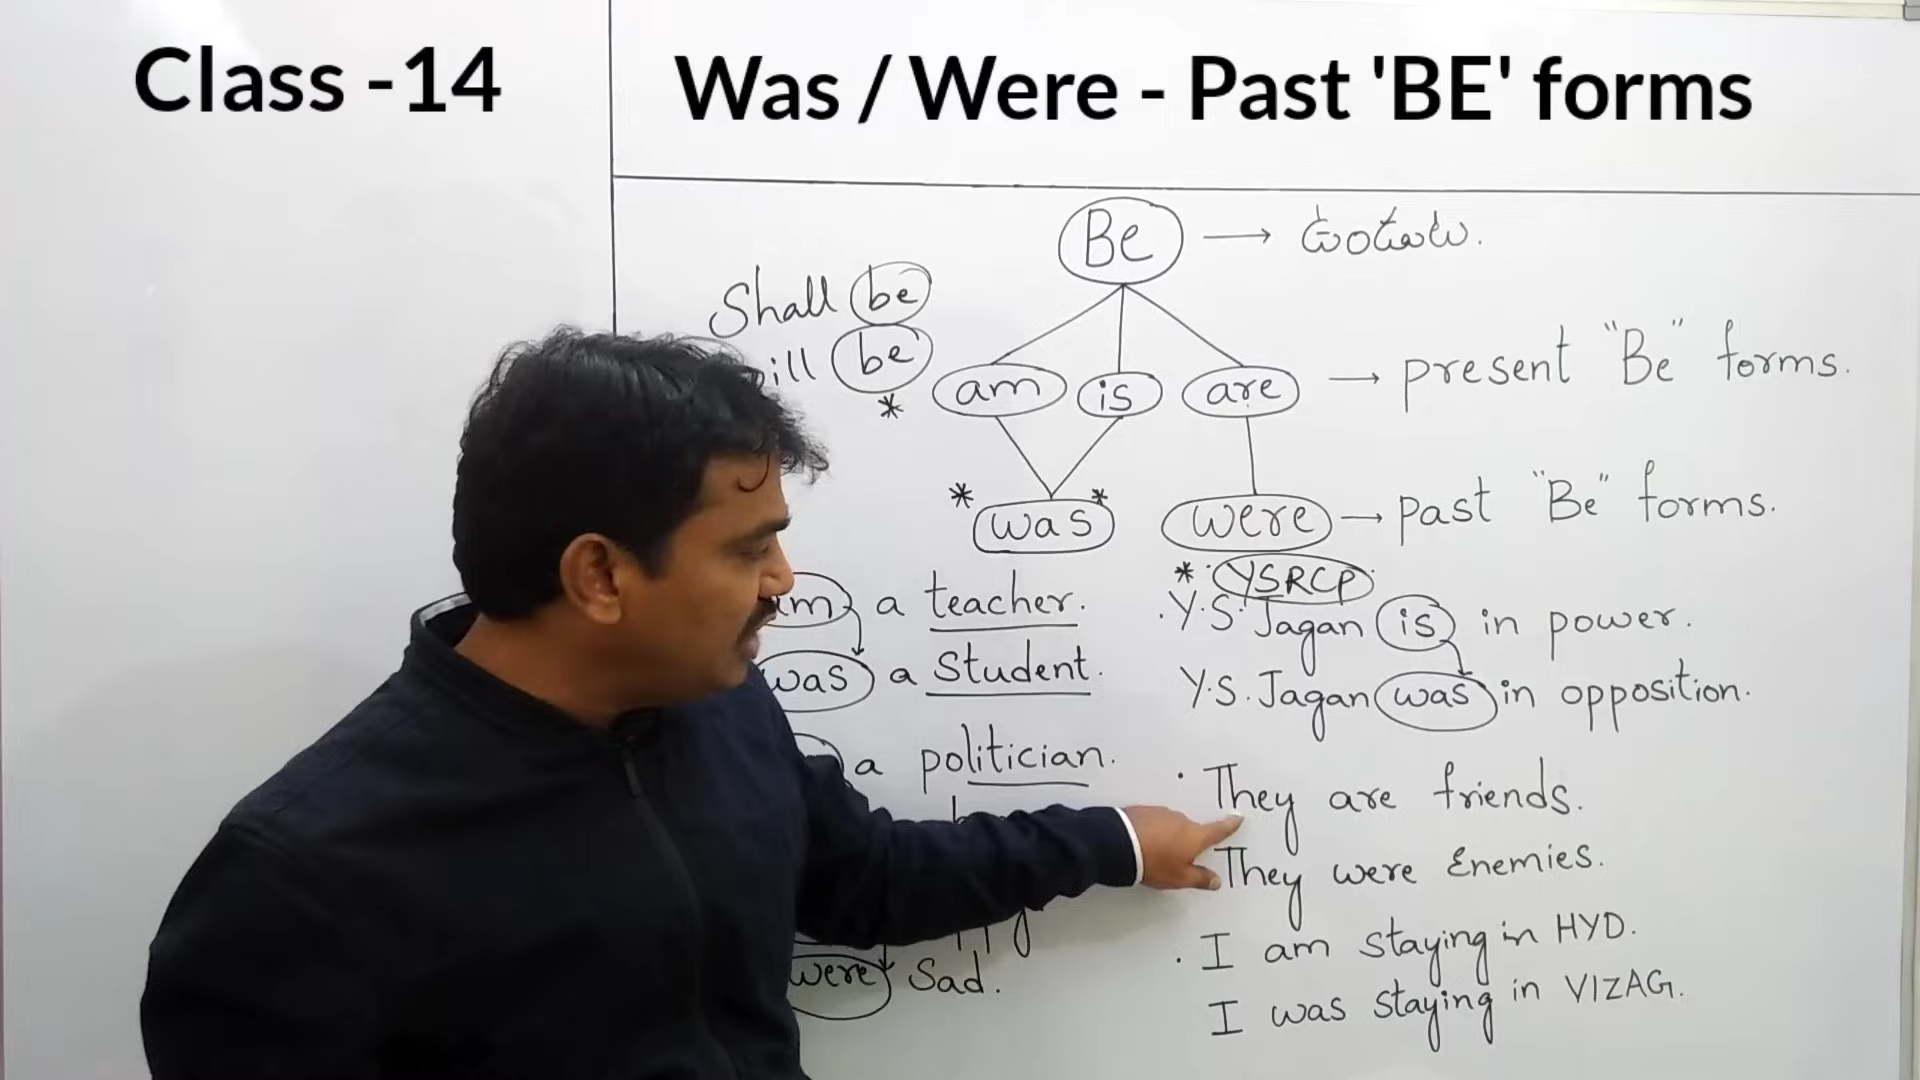 Class -14
Was / Were - Past 'BE' forms
Be → ఉండుట.
Shall be
be
am is are → present "Be" forms.
*
* was * were → past "Be" forms.
am a teacher.
was a Student.
a politician.
were Sad.
* YSRCP
. Y.S. Jagan is in power.
Y.S. Jagan was in opposition.
. They are friends.
They were Enemies.
. I am staying in HYD.
I was staying in VIZAG.